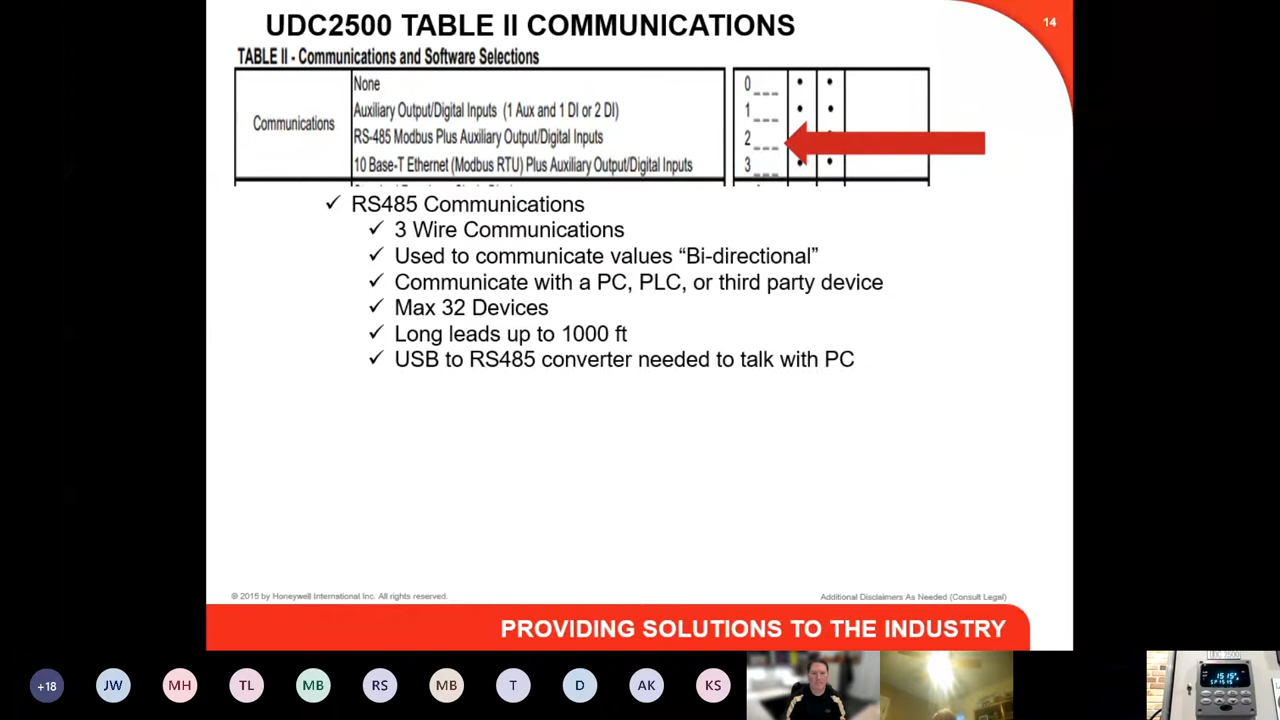 UDC2500 TABLE II COMMUNICATIONS
14
TABLE II - Communications and Software Selections
Communications
None
0 _ _ _ • •
Auxiliary Output/Digital Inputs (1 Aux and 1 DI or 2 DI)
1 _ _ _ • •
RS-485 Modbus Plus Auxiliary Output/Digital Inputs
2 _ _ _
10 Base-T Ethernet (Modbus RTU) Plus Auxiliary Output/Digital Inputs
3 _ _ _ • •
✓ RS485 Communications
✓ 3 Wire Communications
✓ Used to communicate values “Bi-directional”
✓ Communicate with a PC, PLC, or third party device
✓ Max 32 Devices
✓ Long leads up to 1000 ft
✓ USB to RS485 converter needed to talk with PC
© 2015 by Honeywell International Inc. All rights reserved.
Additional Disclaimers As Needed (Consult Legal)
PROVIDING SOLUTIONS TO THE INDUSTRY
+18 JW MH TL MB RS MB T D AK KS
UDC 2500